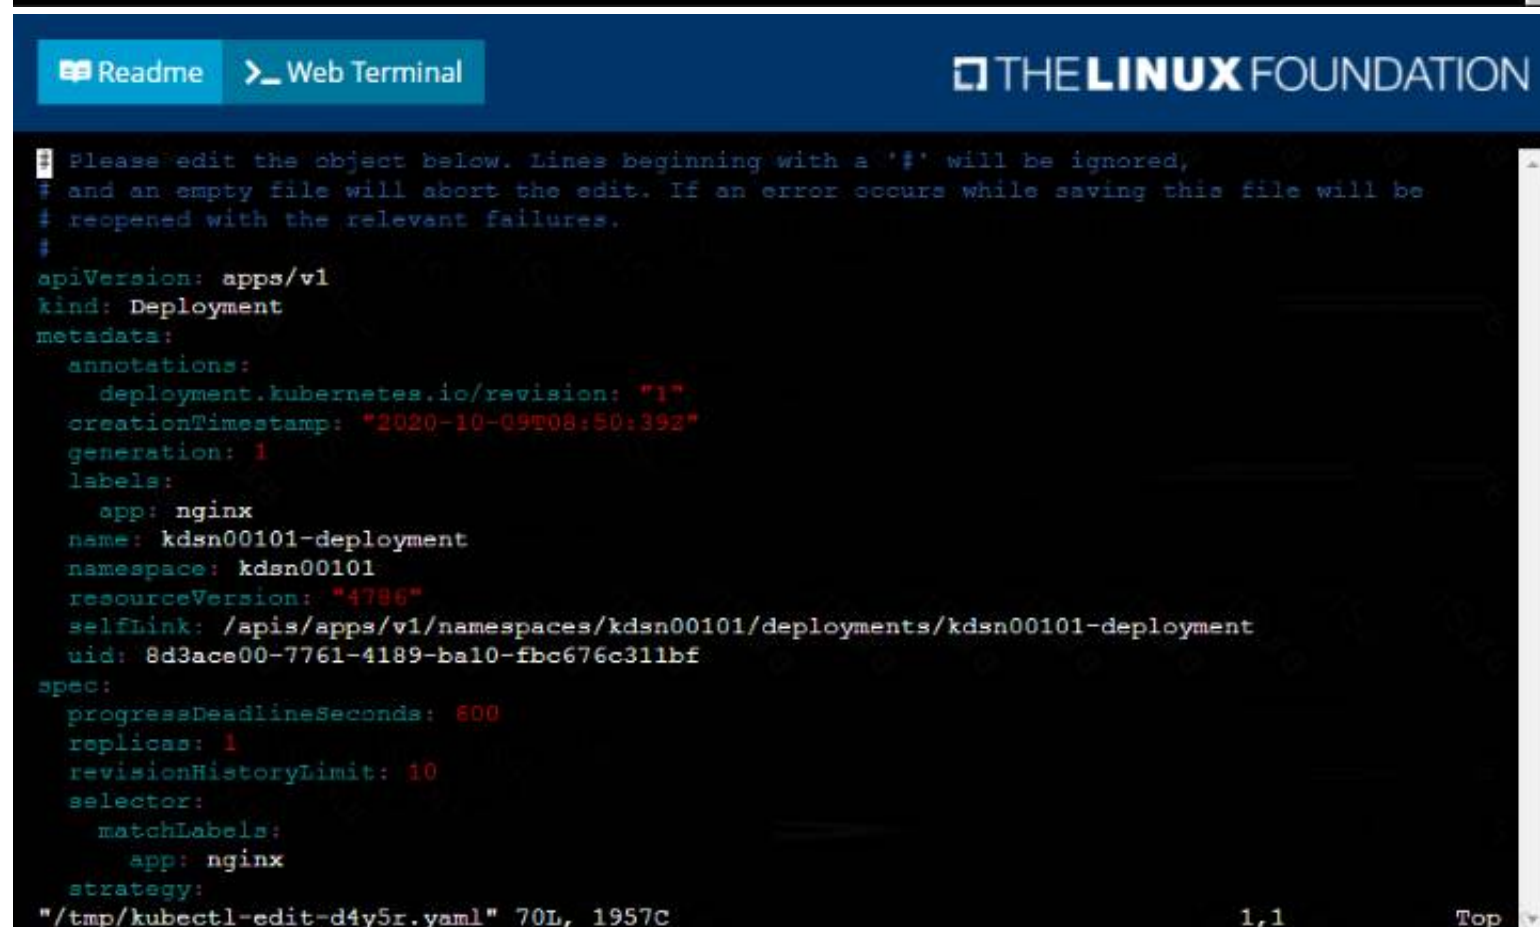 Readme >_ Web Terminal THE LINUX FOUNDATION
# Please edit the object below. Lines beginning with a '#' will be ignored,
# and an empty file will abort the edit. If an error occurs while saving this file will be
# reopened with the relevant failures.
#
apiVersion: apps/v1
kind: Deployment
metadata:
  annotations:
    deployment.kubernetes.io/revision: "1"
  creationTimestamp: "2020-10-09T08:50:39Z"
  generation: 1
  labels:
    app: nginx
  name: kdsn00101-deployment
  namespace: kdsn00101
  resourceVersion: "4786"
  selfLink: /apis/apps/v1/namespaces/kdsn00101/deployments/kdsn00101-deployment
  uid: 8d3ace00-7761-4189-ba10-fbc676c311bf
spec:
  progressDeadlineSeconds: 600
  replicas: 1
  revisionHistoryLimit: 10
  selector:
    matchLabels:
      app: nginx
  strategy:
"/tmp/kubectl-edit-d4y5r.yaml" 70L, 1957C 1,1 Top